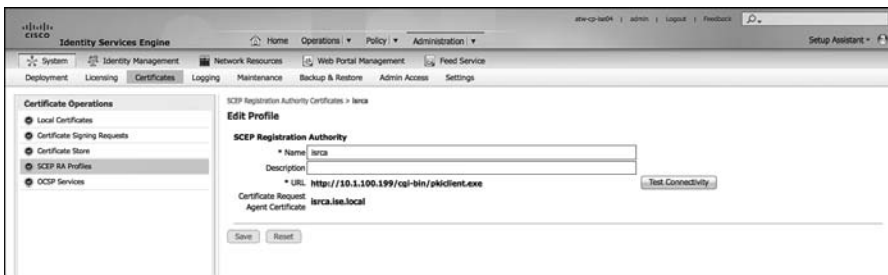 cisco
Identity Services Engine
Home Operations Policy Administration
atw-cp-ise04 | admin | Logout | Feedback
Setup Assistant
System Identity Management Network Resources Web Portal Management Feed Service
Deployment Licensing Certificates Logging Maintenance Backup & Restore Admin Access Settings
Certificate Operations
Local Certificates
Certificate Signing Requests
Certificate Store
SCEP RA Profiles
OCSP Services
SCEP Registration Authority Certificates > isrca
Edit Profile
SCEP Registration Authority
* Name isrca
Description
* URL http://10.1.100.199/cgi-bin/pkiclient.exe Test Connectivity
Certificate Request
Agent Certificate isrca.ise.local
Save Reset